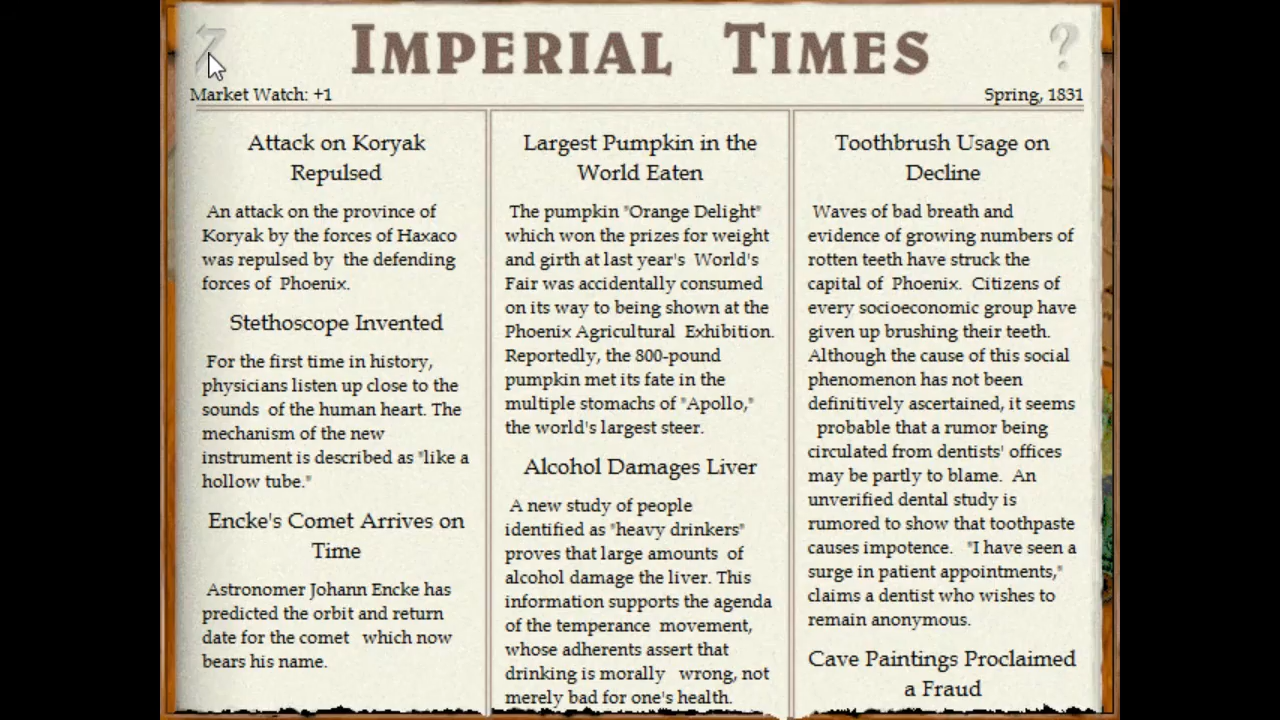 Imperial Times
?
Market Watch: +1
Spring, 1831
Attack on Koryak
Repulsed
An attack on the province of
Koryak by the forces of Haxaco
was repulsed by the defending
forces of Phoenix.
Stethoscope Invented
For the first time in history,
physicians listen up close to the
sounds of the human heart. The
mechanism of the new
instrument is described as "like a
hollow tube."
Encke's Comet Arrives on
Time
Astronomer Johann Encke has
predicted the orbit and return
date for the comet which now
bears his name.
Largest Pumpkin in the
World Eaten
The pumpkin "Orange Delight"
which won the prizes for weight
and girth at last year's World's
Fair was accidentally consumed
on its way to being shown at the
Phoenix Agricultural Exhibition.
Reportedly, the 800-pound
pumpkin met its fate in the
multiple stomachs of "Apollo,"
the world's largest steer.
Alcohol Damages Liver
A new study of people
identified as "heavy drinkers"
proves that large amounts of
alcohol damage the liver. This
information supports the agenda
of the temperance movement,
whose adherents assert that
drinking is morally wrong, not
merely bad for one's health.
Toothbrush Usage on
Decline
Waves of bad breath and
evidence of growing numbers of
rotten teeth have struck the
capital of Phoenix. Citizens of
every socioeconomic group have
given up brushing their teeth.
Although the cause of this social
phenomenon has not been
definitively ascertained, it seems
probable that a rumor being
circulated from dentists' offices
may be partly to blame. An
unverified dental study is
rumored to show that toothpaste
causes impotence. "I have seen a
surge in patient appointments,"
claims a dentist who wishes to
remain anonymous.
Cave Paintings Proclaimed
a Fraud